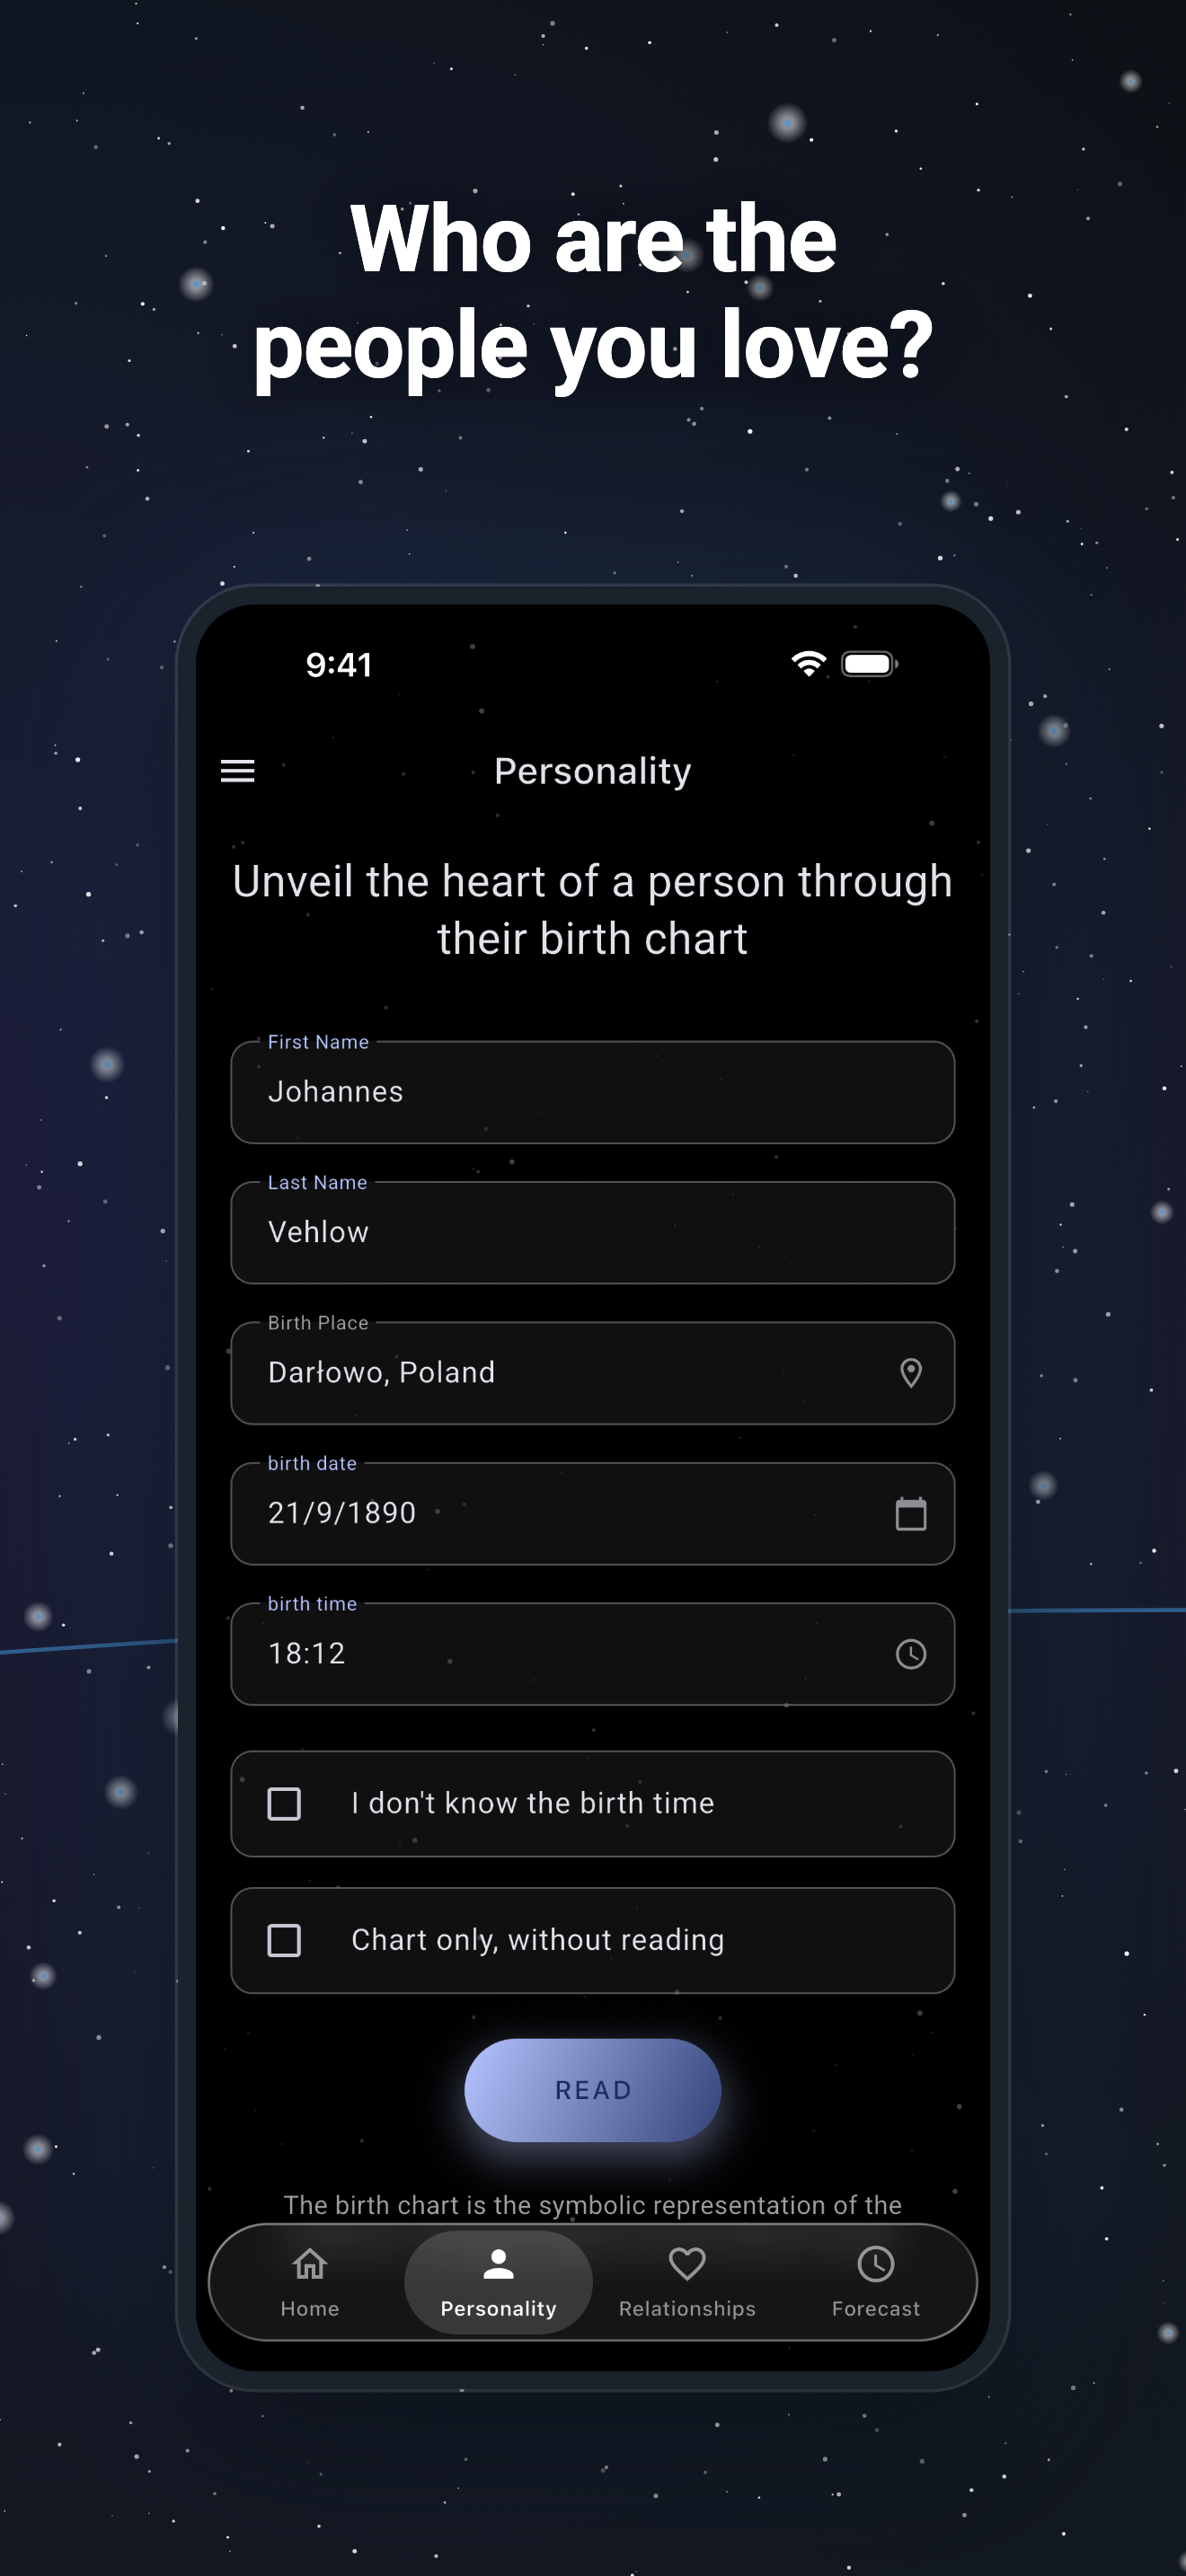 Who are the
people you love?
9:41
Personality
Unveil the heart of a person through
their birth chart
First Name
Johannes
Last Name
Vehlow
Birth Place
Darłowo, Poland
birth date
21/9/1890
birth time
18:12
I don't know the birth time
Chart only, without reading
READ
The birth chart is the symbolic representation of the
Home
Personality
Relationships
Forecast